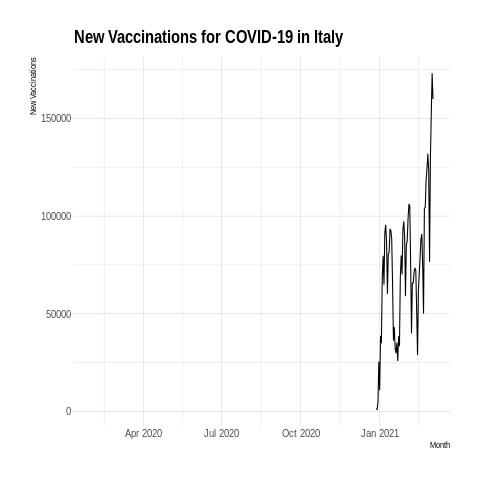 New Vaccinations for COVID-19 in Italy
New Vaccinations
150000
100000
50000
0
Apr 2020 Jul 2020 Oct 2020 Jan 2021
Month